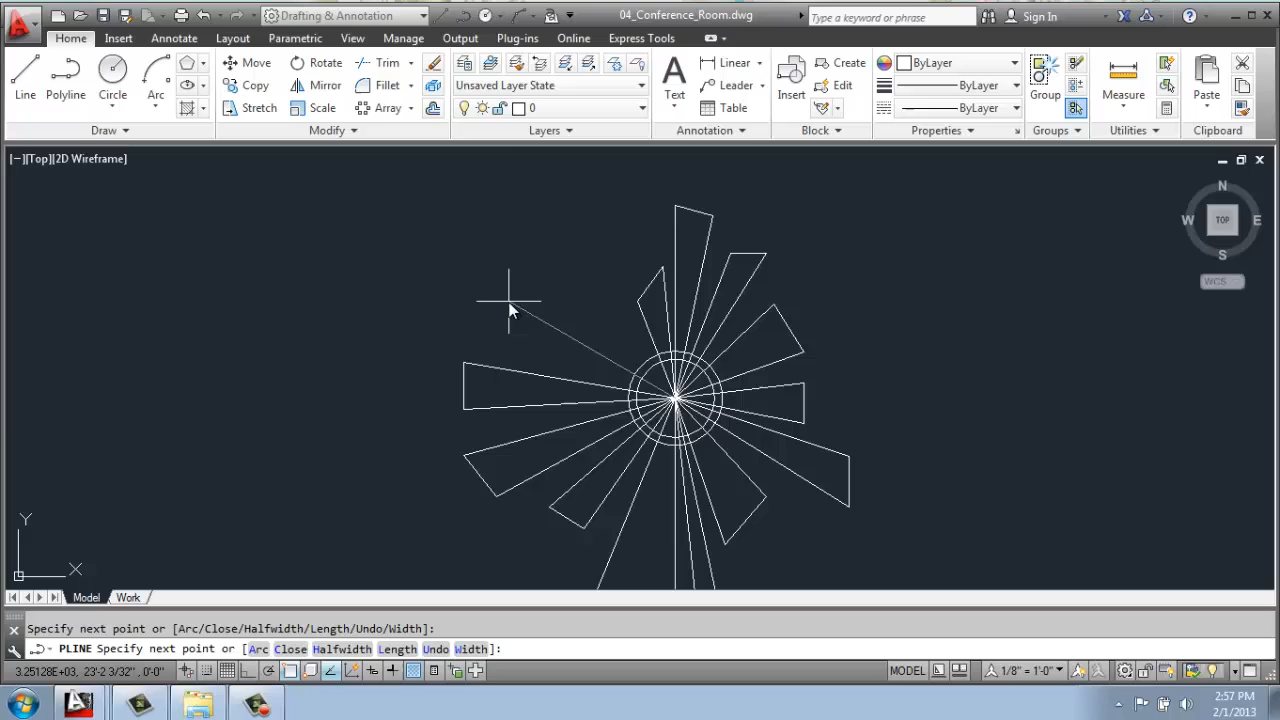 Drafting & Annotation
04_Conference_Room.dwg
Type a keyword or phrase
Sign In
Home Insert Annotate Layout Parametric View Manage Output Plug-ins Online Express Tools
Line Polyline Circle Arc
Move Rotate Trim
Copy Mirror Fillet
Stretch Scale Array
Unsaved Layer State
0
Text
Linear
Leader
Table
Insert
Create
Edit
ByLayer
ByLayer
ByLayer
Group
Measure
Paste
Draw Modify Layers Annotation Block Properties Groups Utilities Clipboard
[−][Top][2D Wireframe]
N
W TOP E
S
WCS
Y
X
Model Work
Specify next point or [Arc/Close/Halfwidth/Length/Undo/Width]:
PLINE Specify next point or [Arc Close Halfwidth Length Undo Width]:
3.25128E+03, 23'-2 3/32", 0'-0"
MODEL
1/8" = 1'-0"
2:57 PM
2/1/2013